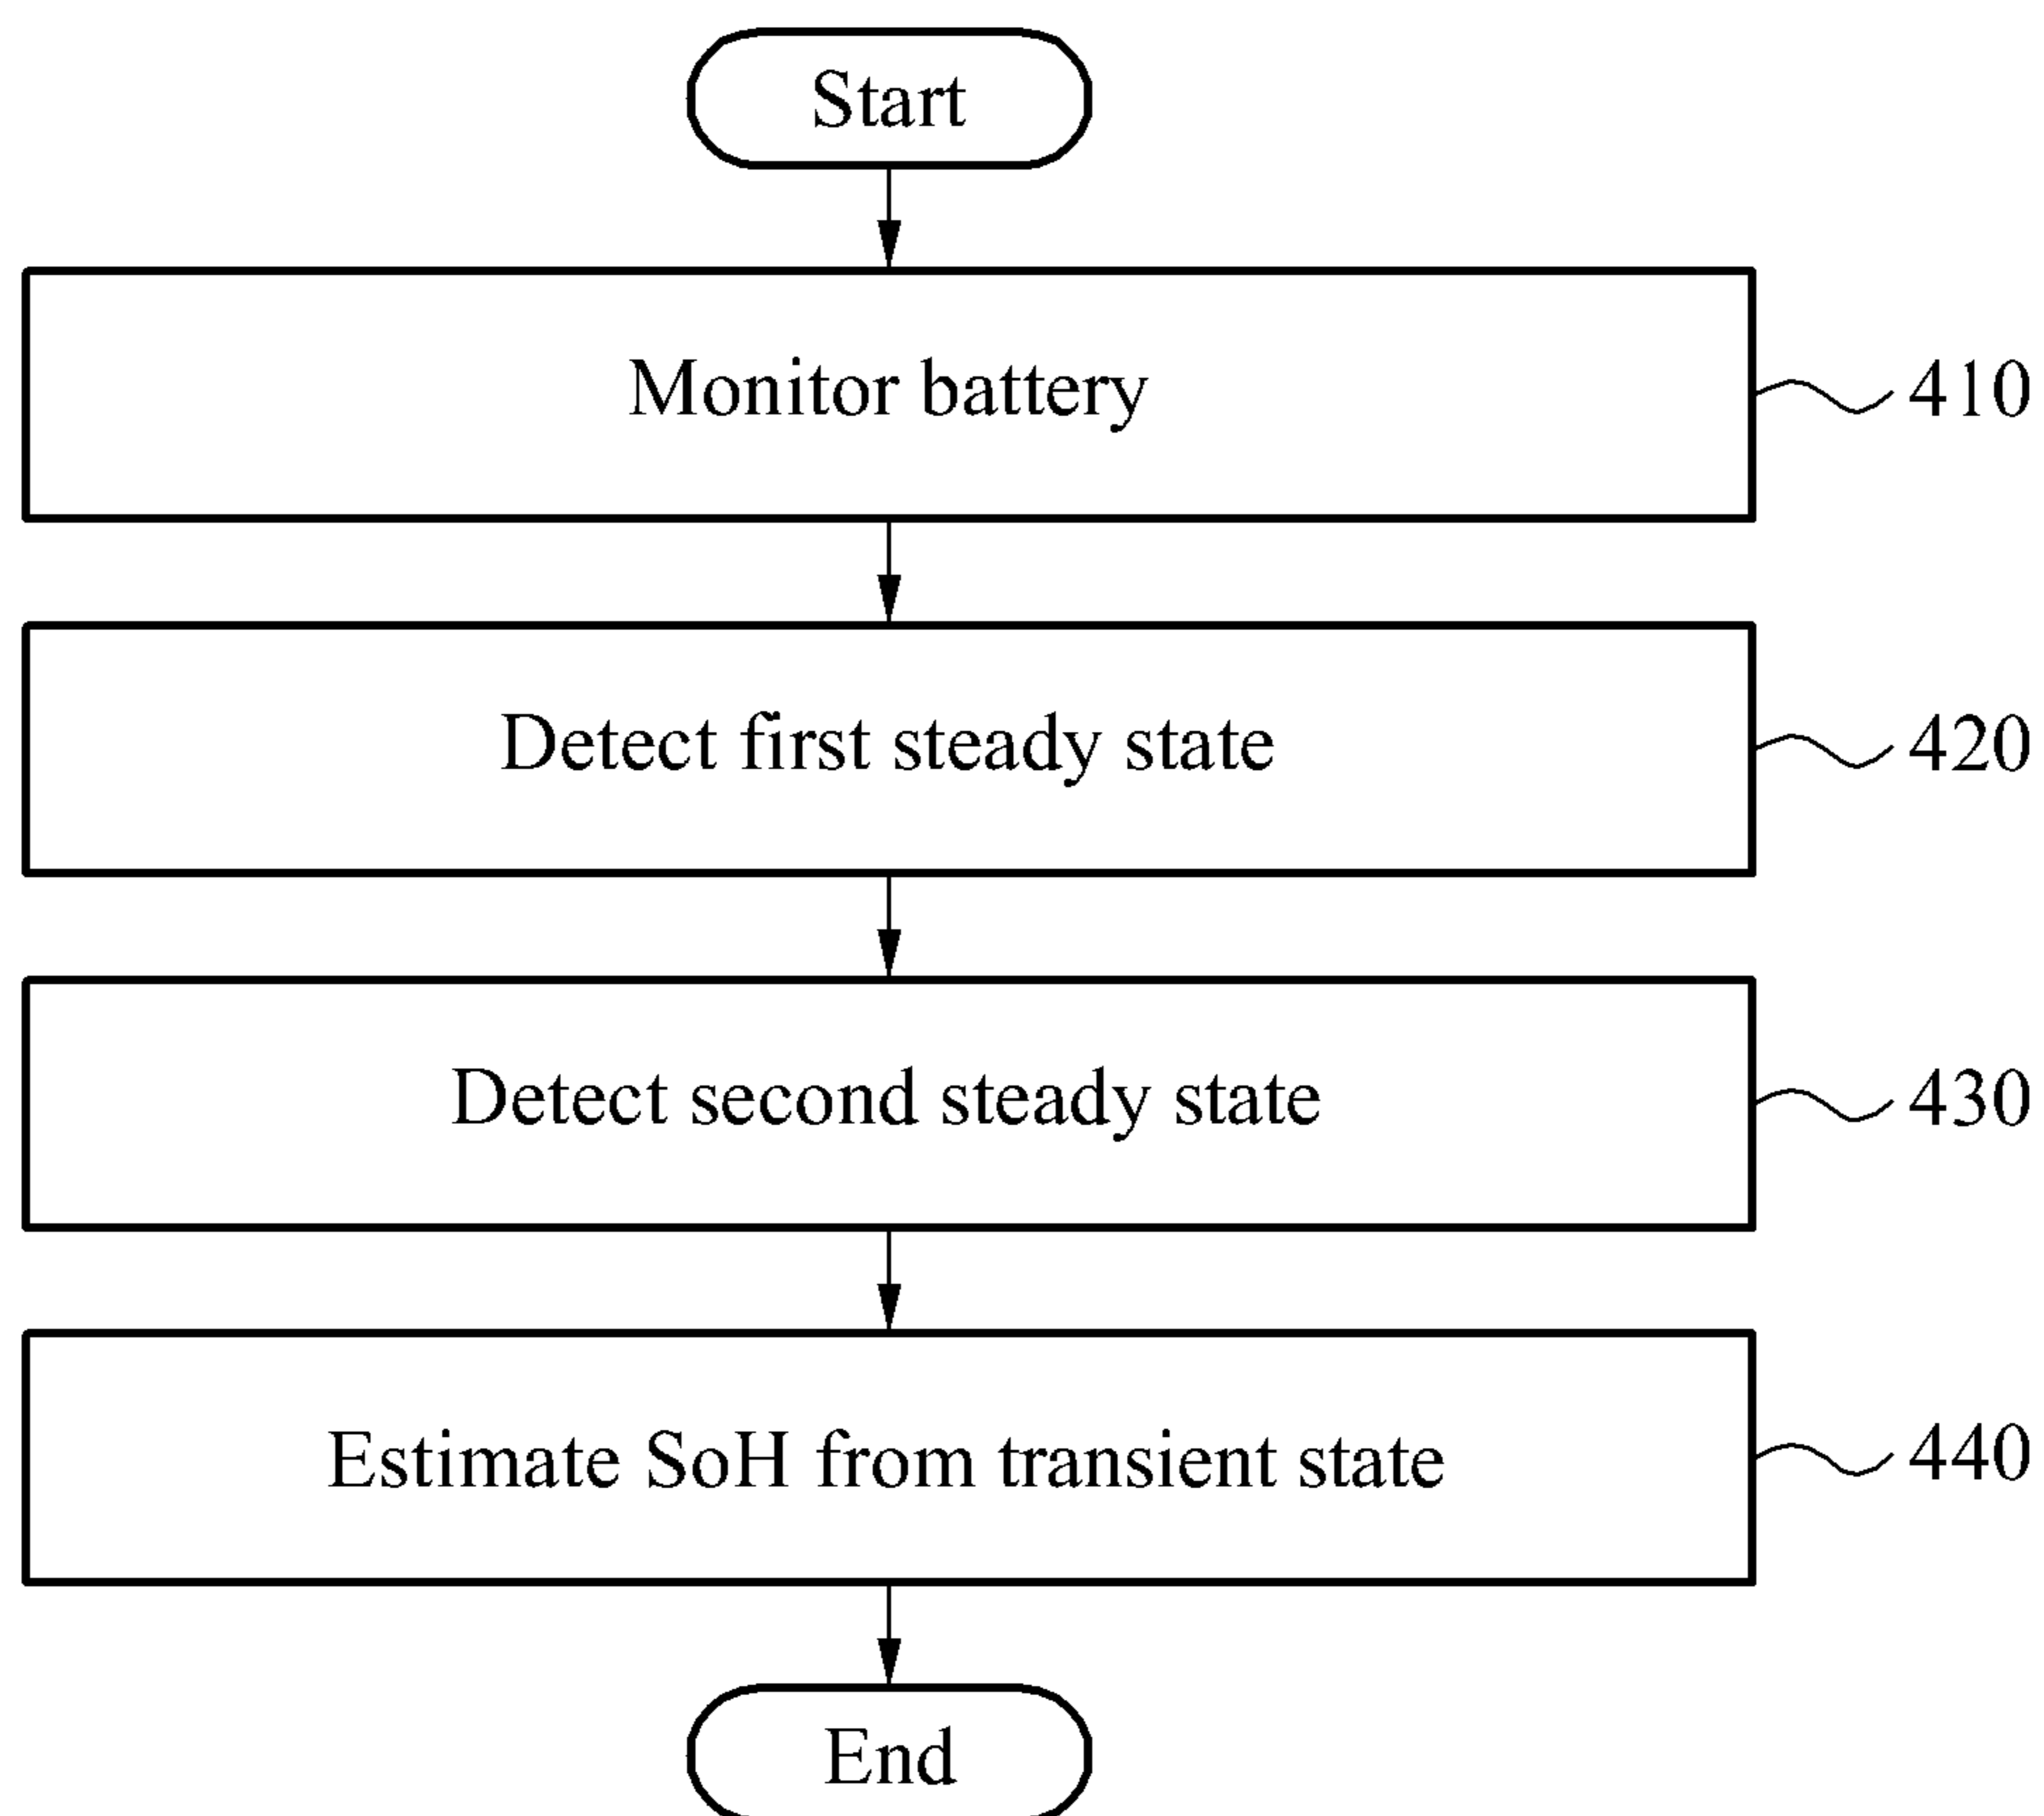 Start
Monitor battery
410
Detect first steady state
420
Detect second steady state
430
Estimate SoH from transient state
440
End